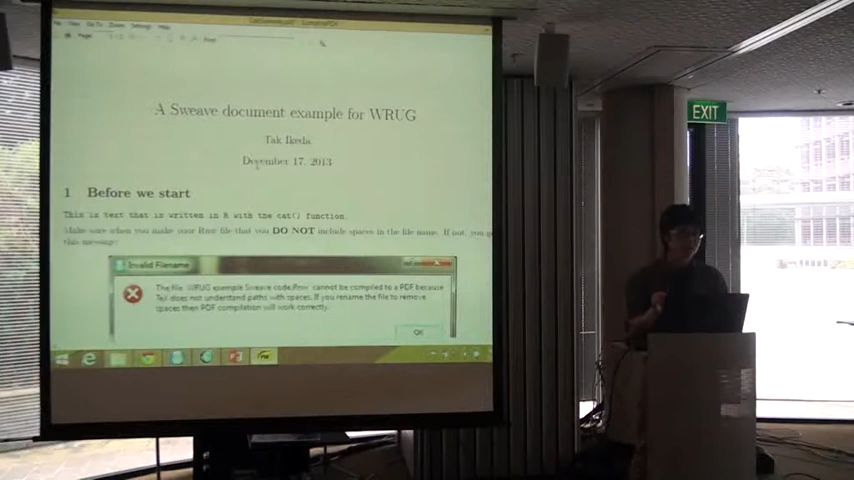 Page
A Sweave document example for WRUG
Tak Ikeda
December 17, 2013
1 Before we start
This is text that is written in R with the cat() function.
Make sure when you make your Rnw file that you DO NOT include spaces in the file name. If not, you g
this message:
Invalid Filename
The file 'WRUG example Sweave code.Rnw' cannot be compiled to a PDF because
TeX does not understand paths with spaces. If you rename the file to remove
spaces then PDF compilation will work correctly.
OK
EXIT